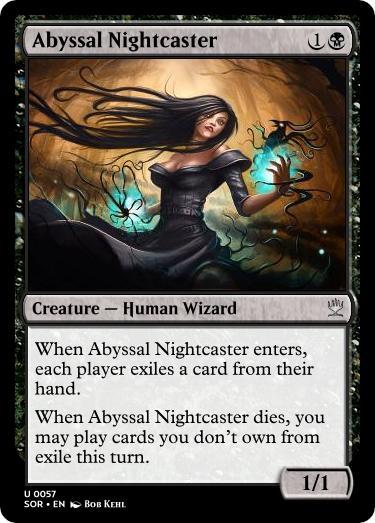 Abyssal Nightcaster 1
Creature — Human Wizard
When Abyssal Nightcaster enters,
each player exiles a card from their
hand.
When Abyssal Nightcaster dies, you
may play cards you don't own from
exile this turn.
1/1
U 0057
SOR • EN Bob Kehl